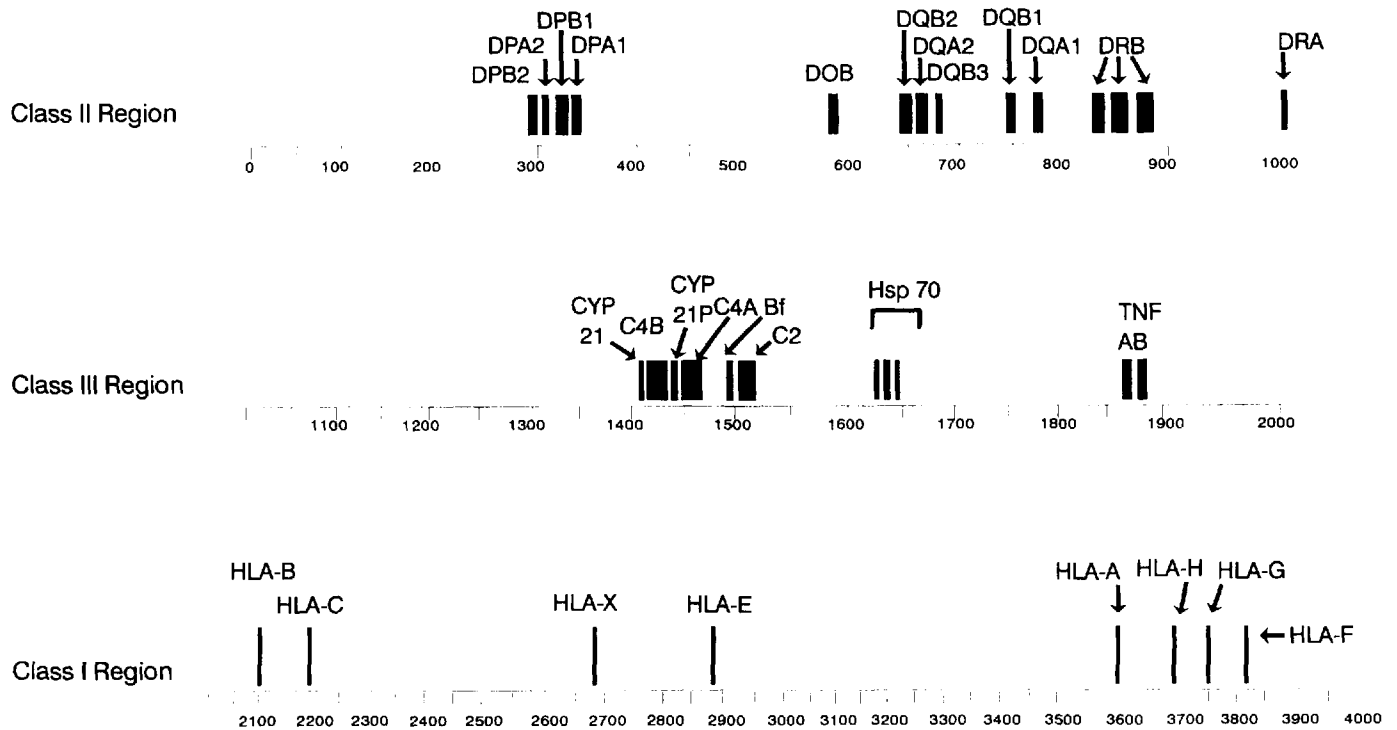 DPB1
DQB2 DQB1
DPA2 DPA1 DQA2 DQA1 DRB DRA
DPB2 DOB DQB3
Class II Region
0 100 200 300 400 500 600 700 800 900 1000
CYP
21P
Hsp 70
CYP
21
C4B C4A Bf
C2
TNF
AB
Class III Region
1100 1200 1300 1400 1500 1600 1700 1800 1900 2000
HLA-B HLA-A HLA-H HLA-G
HLA-C HLA-X HLA-E
HLA-F
Class I Region
2100 2200 2300 2400 2500 2600 2700 2800 2900 3000 3100 3200 3300 3400 3500 3600 3700 3800 3900 4000